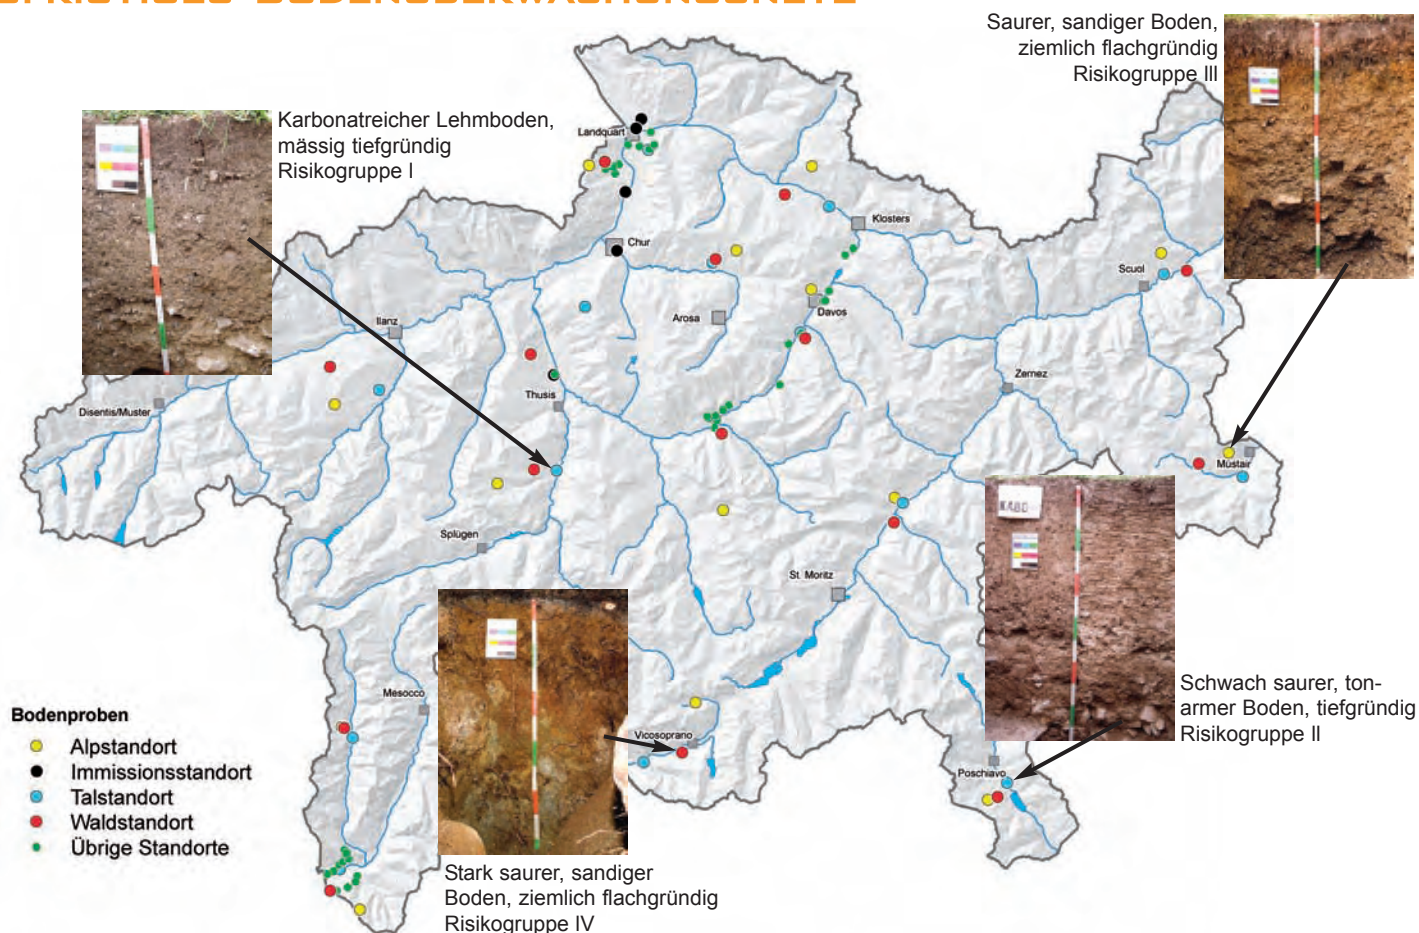 BODENÜBERWACHUNGSNETZ
Saurer, sandiger Boden,
ziemlich flachgründig
Risikogruppe III
Karbonatreicher Lehmboden,
mässig tiefgründig
Risikogruppe I
Landquart
Klosters
Chur
Scuol
Ilanz
Arosa
Davos
Zernez
Disentis/Muster
Thusis
Müstair
Splügen
St. Moritz
Mesocco
Vicosoprano
Poschiavo
Schwach saurer, ton-
armer Boden, tiefgründig
Risikogruppe II
Bodenproben
Alpstandort
Immissionsstandort
Talstandort
Waldstandort
Übrige Standorte
Stark saurer, sandiger
Boden, ziemlich flachgründig
Risikogruppe IV